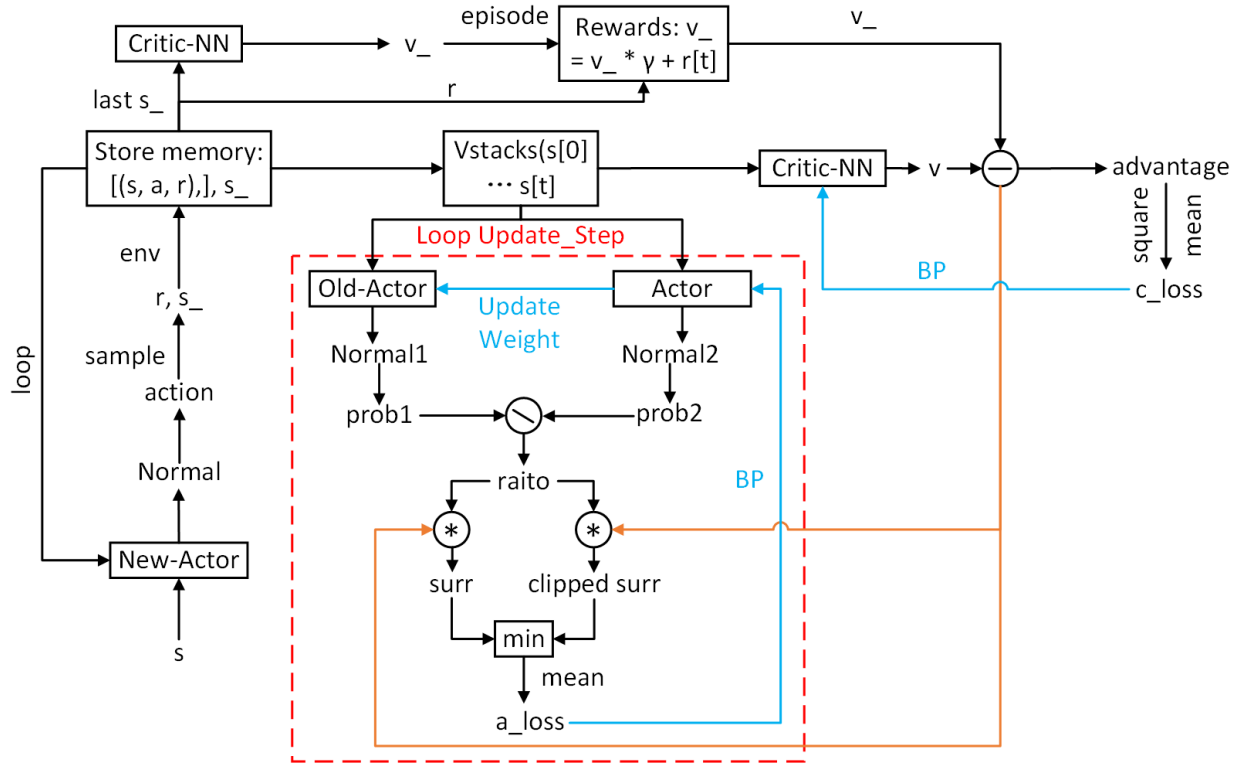 episode
v_
Critic-NN
v_
Rewards: v_
= v_ * γ + r[t]
r
last s_
Store memory:
[(s, a, r),], s_
Vstacks(s[0]
··· s[t]
Critic-NN
v
—
advantage
square
mean
c_loss
BP
Loop Update_Step
env
r, s_
sample
action
Normal
New-Actor
s
loop
Old-Actor
Update
Weight
Actor
Normal1
Normal2
prob1
\
prob2
raito
BP
*
*
surr
clipped surr
min
mean
a_loss